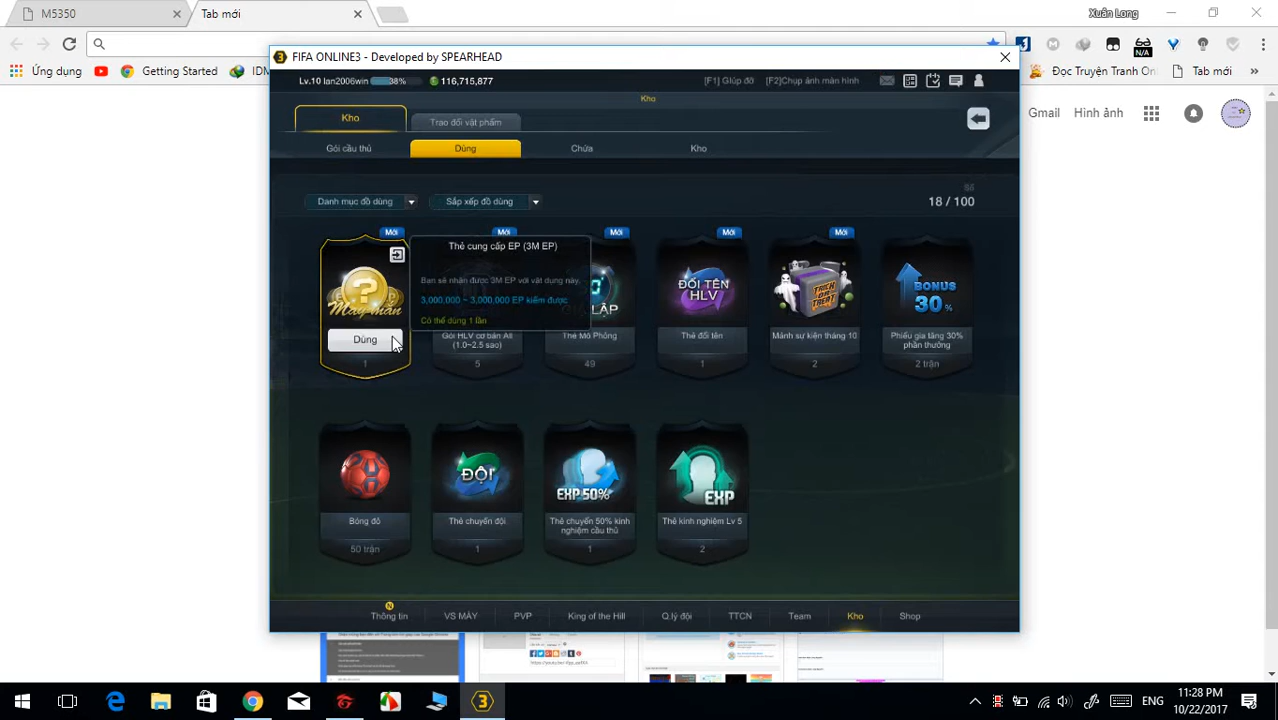 M5350
Tab mới
Xuân Long
N/A
Ứng dụng
Getting Started
IDM
Đọc Truyện Tranh Onl
Tab mới
Gmail
Hình ảnh
FIFA ONLINE3 - Developed by SPEARHEAD
Lv.10 lan2006win 38% 116,715,877
[F1] Giúp đỡ
[F2]Chụp ảnh màn hình
Kho
Kho
Trao đổi vật phẩm
Gói cầu thủ
Dùng
Chứa
Kho
Danh mục đồ dùng
Sắp xếp đồ dùng
18 / 100
Mới
Mới
Mới
Mới
Mới
Thẻ cung cấp EP (3M EP)
Bạn sẽ nhận được 3M EP với vật dụng này.
3,000,000 ~ 3,000,000 EP kiếm được
Có thể dùng 1 lần
May mắn
Dùng
1
Gói HLV cơ bản All
(1.0~2.5 sao)
5
LẬP
Thẻ Mô Phỏng
49
ĐỔI TÊN
HLV
Thẻ đổi tên
1
TRICK
OR
TREAT
Mảnh sự kiện tháng 10
2
BONUS
30 %
Phiếu gia tăng 30%
phần thưởng
2 trận
Bóng đỏ
50 trận
ĐỘI
Thẻ chuyển đội
1
EXP 50%
Thẻ chuyển 50% kinh
nghiệm cầu thủ
1
EXP
Thẻ kinh nghiệm Lv 5
2
N
Thông tin
VS MÁY
PVP
King of the Hill
Q.lý đội
TTCN
Team
Kho
Shop
ENG
11:28 PM
10/22/2017